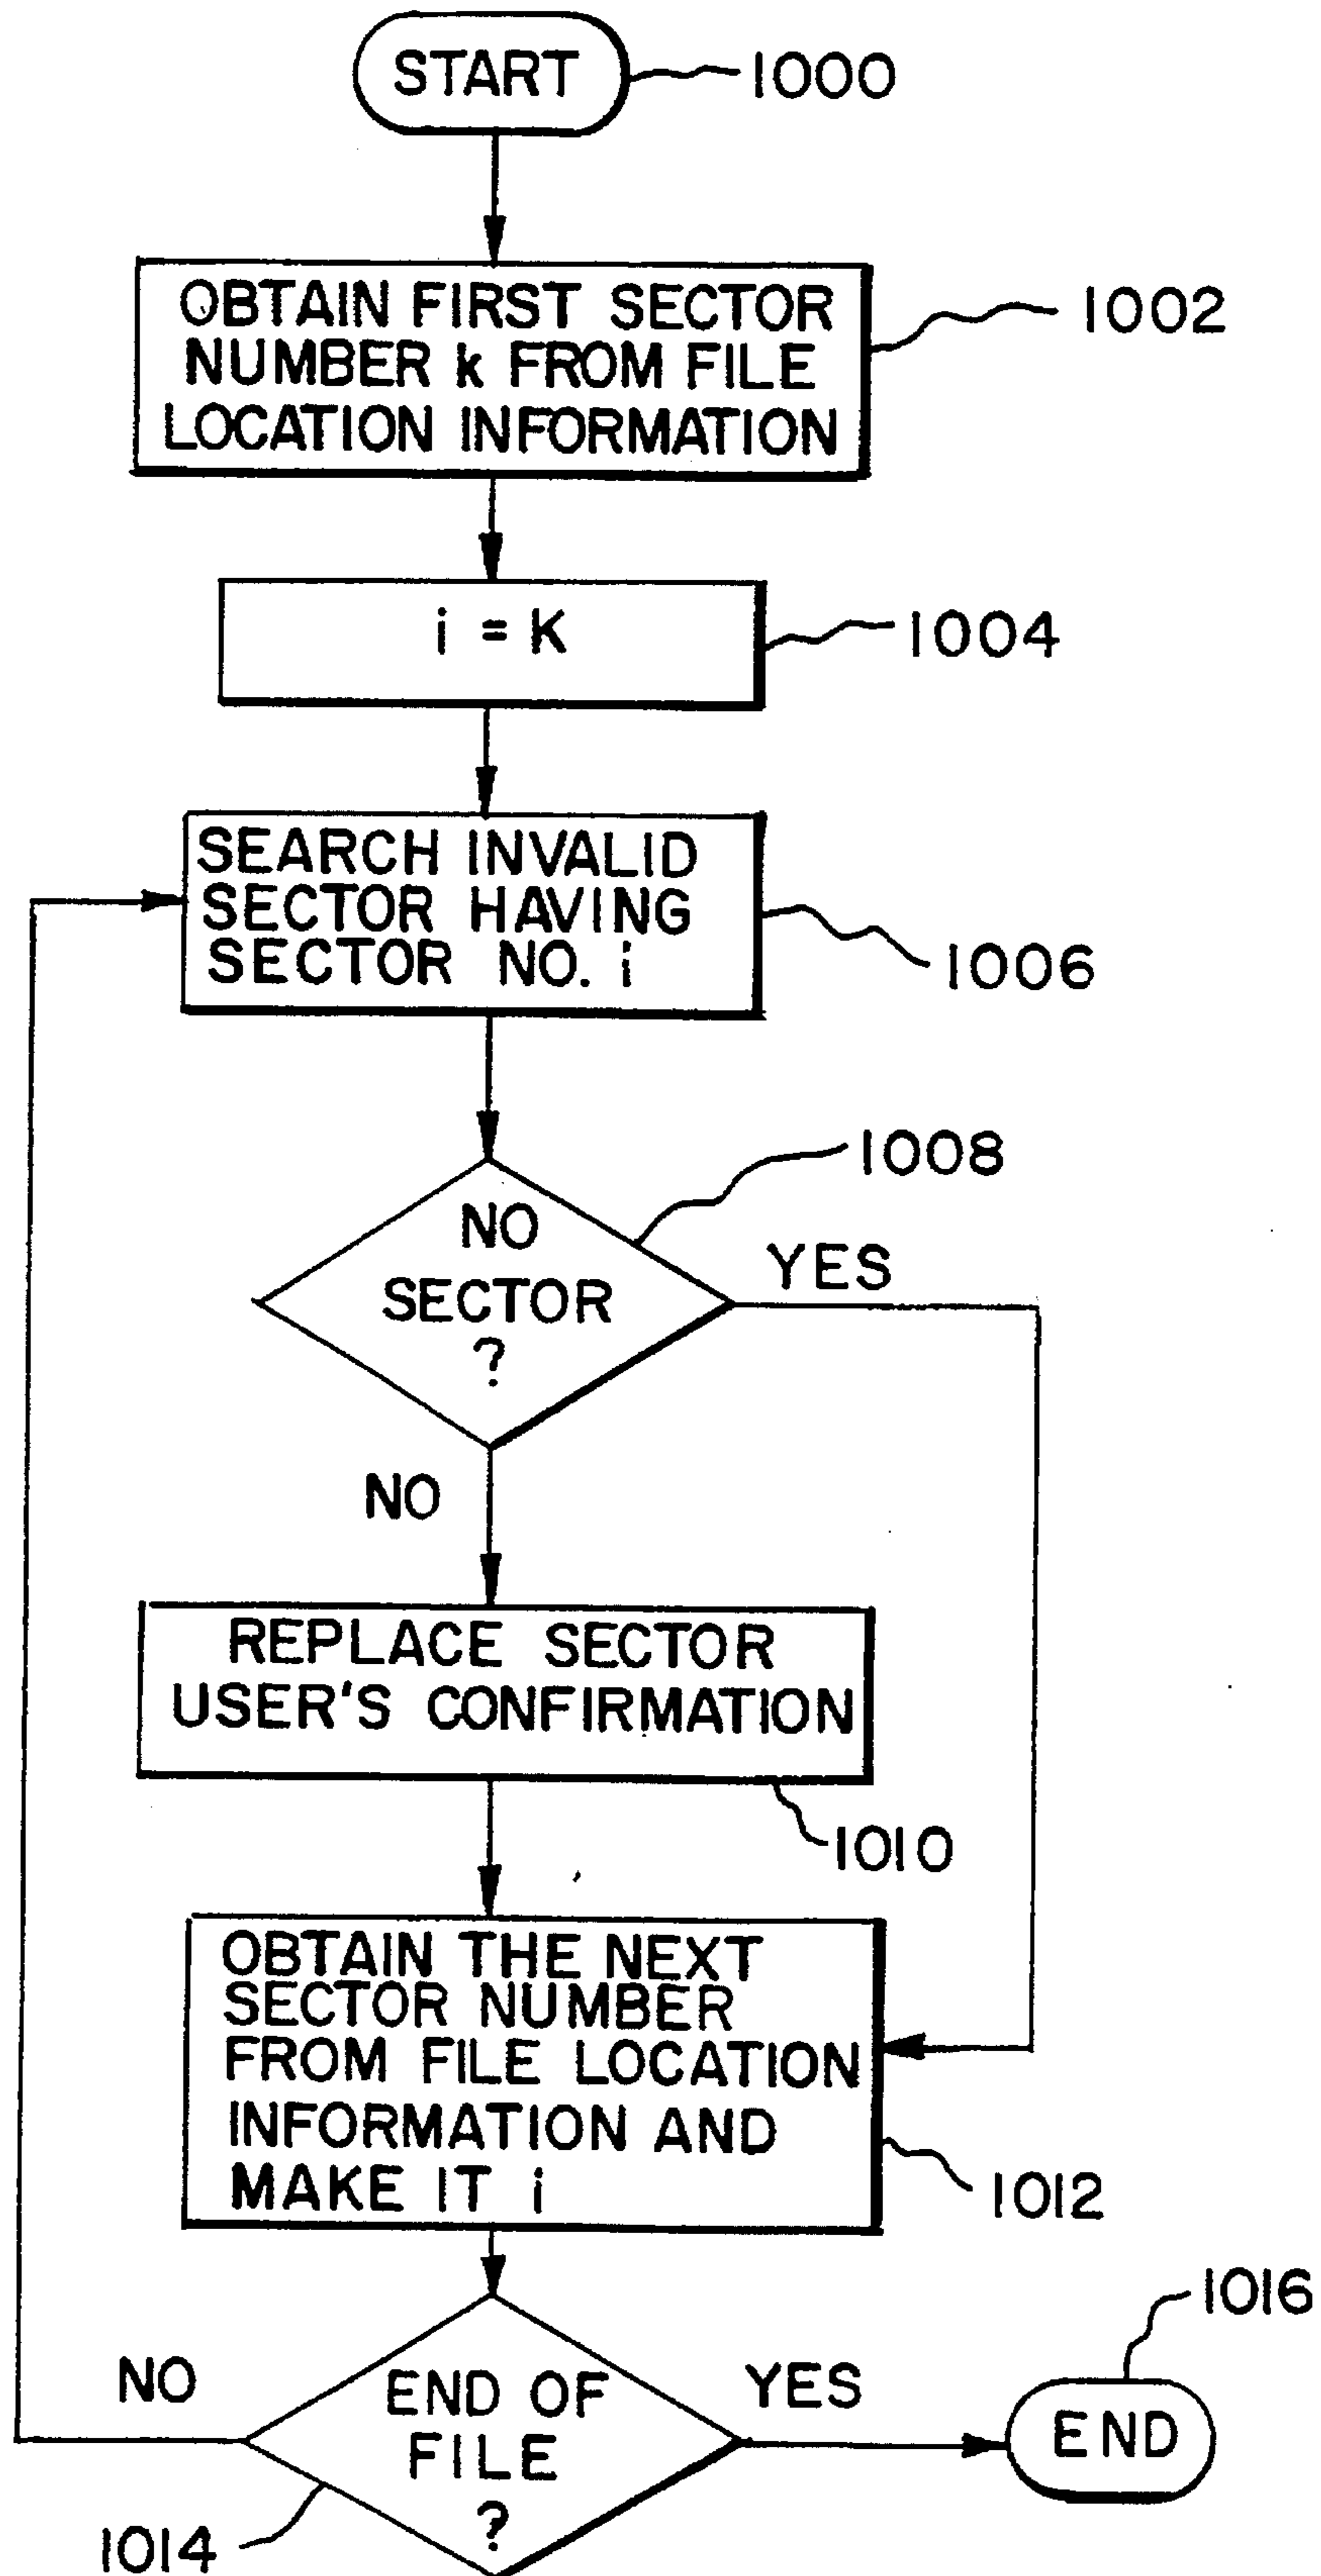 START
1000
OBTAIN FIRST SECTOR
NUMBER k FROM FILE
LOCATION INFORMATION
1002
i = K
1004
SEARCH INVALID
SECTOR HAVING
SECTOR NO. i
1006
1008
NO
SECTOR
?
YES
NO
REPLACE SECTOR
USER'S CONFIRMATION
1010
OBTAIN THE NEXT
SECTOR NUMBER
FROM FILE LOCATION
INFORMATION AND
MAKE IT i
1012
1016
NO
END OF
FILE
?
YES
END
1014